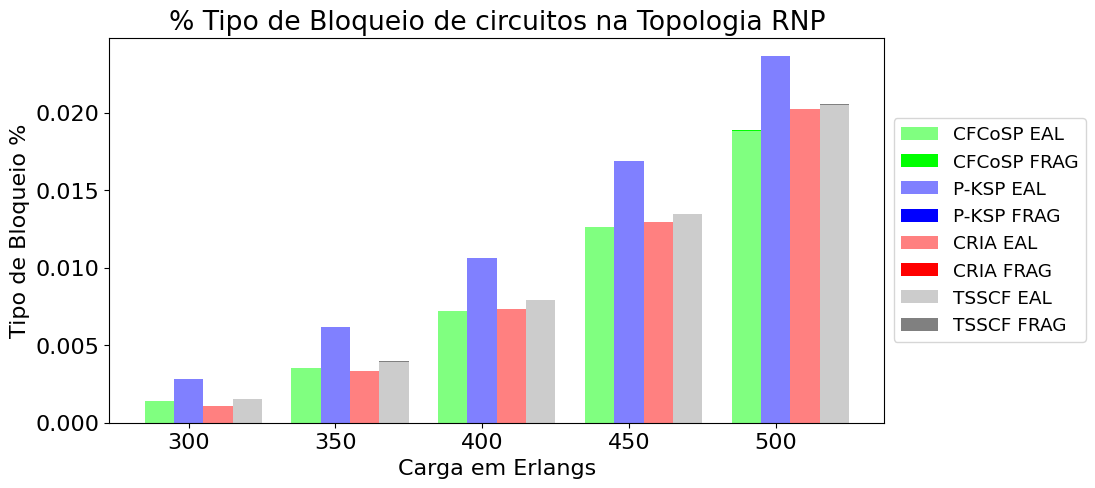 % Tipo de Bloqueio de circuitos na Topologia RNP
Tipo de Bloqueio %
0.020
0.015
0.010
0.005
0.000
300
350
400
450
500
Carga em Erlangs
CFCoSP EAL
CFCoSP FRAG
P-KSP EAL
P-KSP FRAG
CRIA EAL
CRIA FRAG
TSSCF EAL
TSSCF FRAG